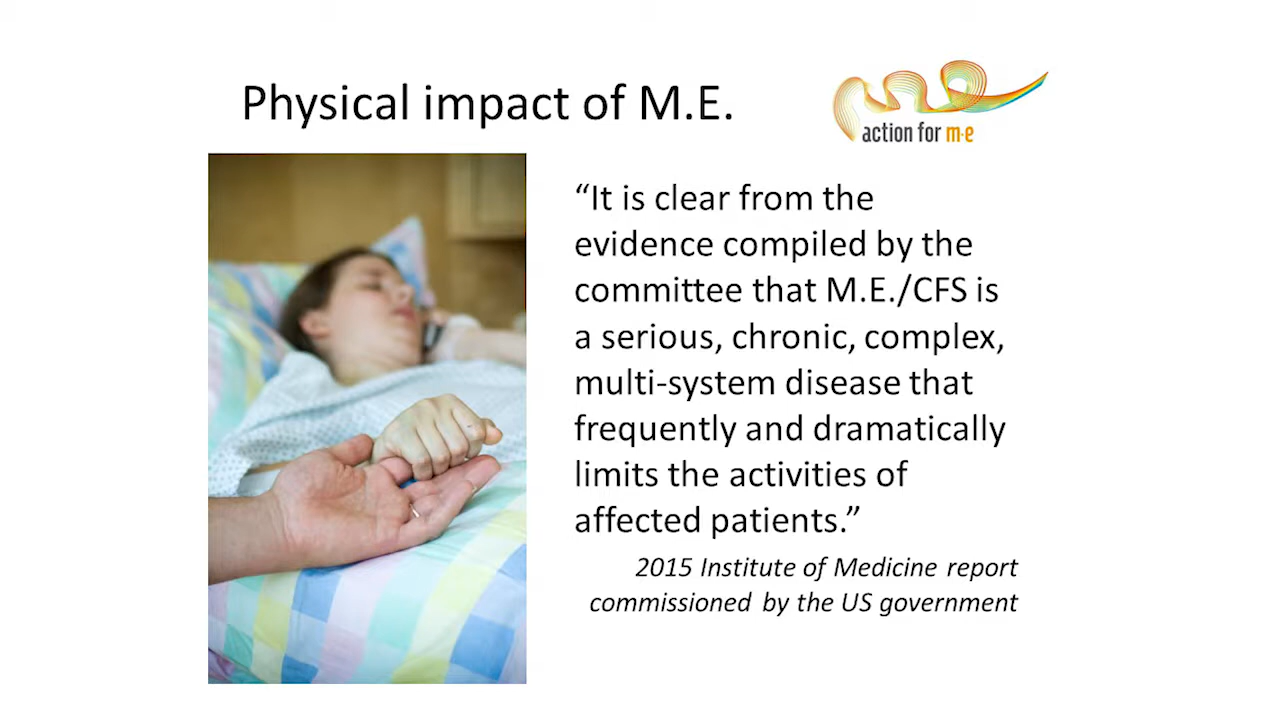 Physical impact of M.E.
action for m·e
“It is clear from the
evidence compiled by the
committee that M.E./CFS is
a serious, chronic, complex,
multi-system disease that
frequently and dramatically
limits the activities of
affected patients.”
2015 Institute of Medicine report
commissioned by the US government